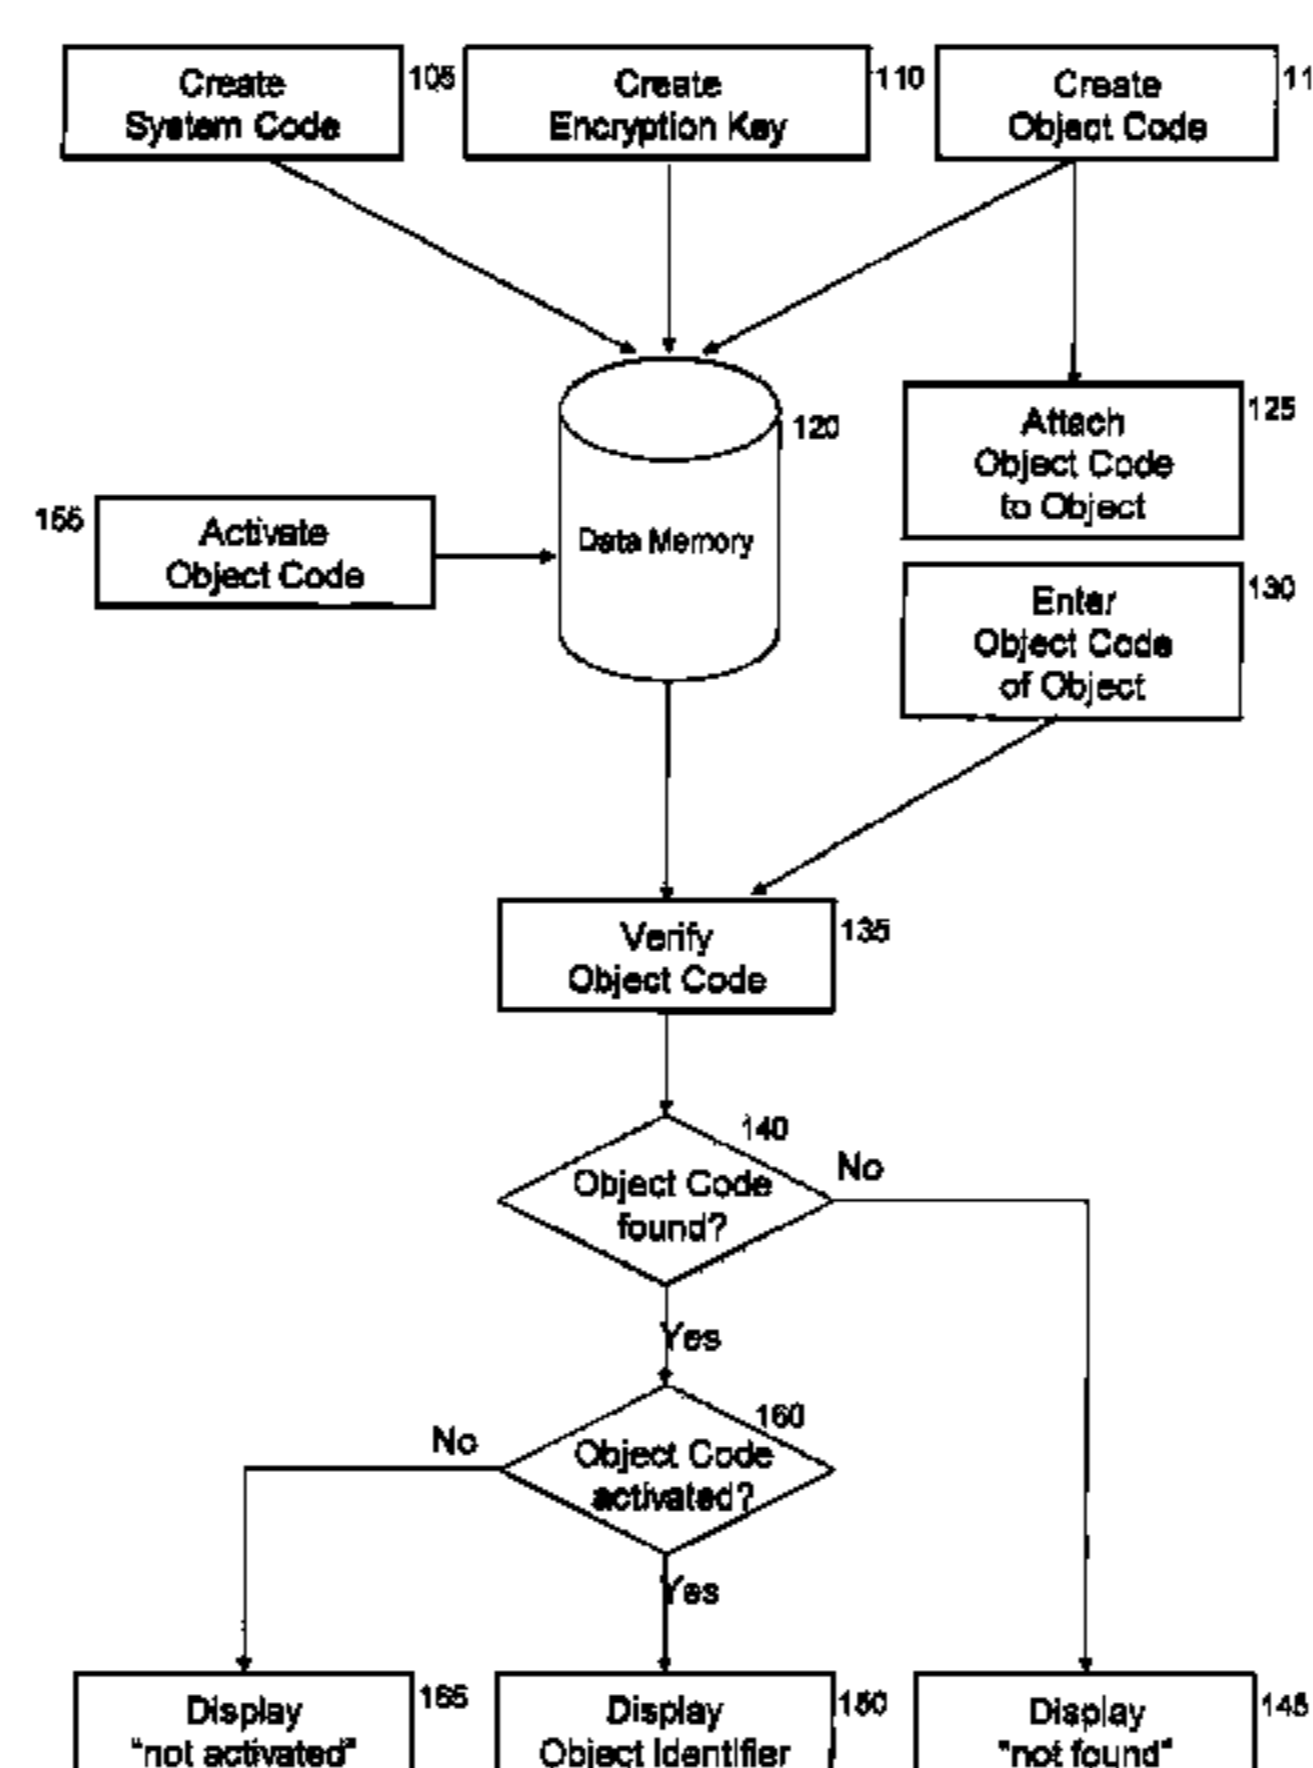 Create
System Code
105
Create
Encryption Key
110
Create
Object Code
11
120
Data Memory
Attach
Object Code
to Object
125
155
Activate
Object Code
Enter
Object Code
of Object
130
Verify
Object Code
135
140
Object Code
found?
No
Yes
160
Object Code
activated?
No
Yes
Display
"not activated"
165
Display
Object Identifier
150
Display
"not found"
145